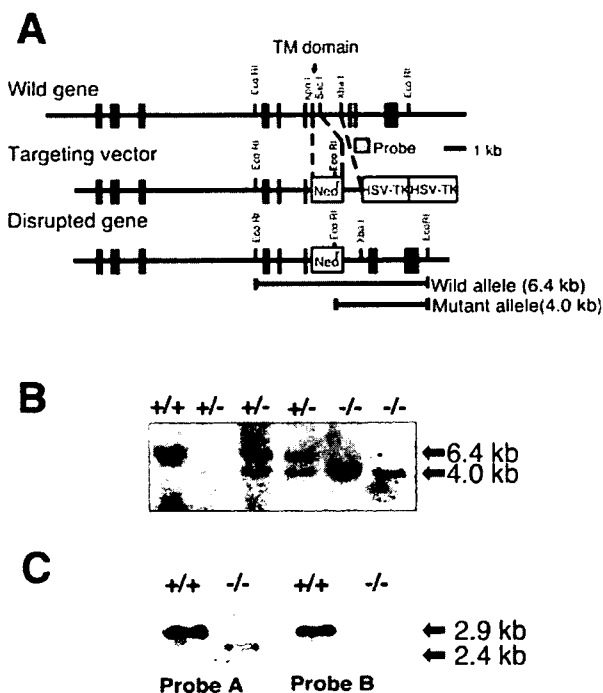 A
TM domain
Eco RI
Kpn I
Sac I
Xba I
Eco RI
Wild gene
Probe
1 kb
Targeting vector
Eco RI
Eco RI
Neo
HSV-TK
HSV-TK
Disrupted gene
Eco RI
Eco RI
Xba I
EcoRI
Neo
Wild allele (6.4 kb)
Mutant allele(4.0 kb)
B
+/+ +/- +/- +/- -/- -/-
6.4 kb
4.0 kb
C
+/+ -/- +/+ -/-
2.9 kb
2.4 kb
Probe A Probe B